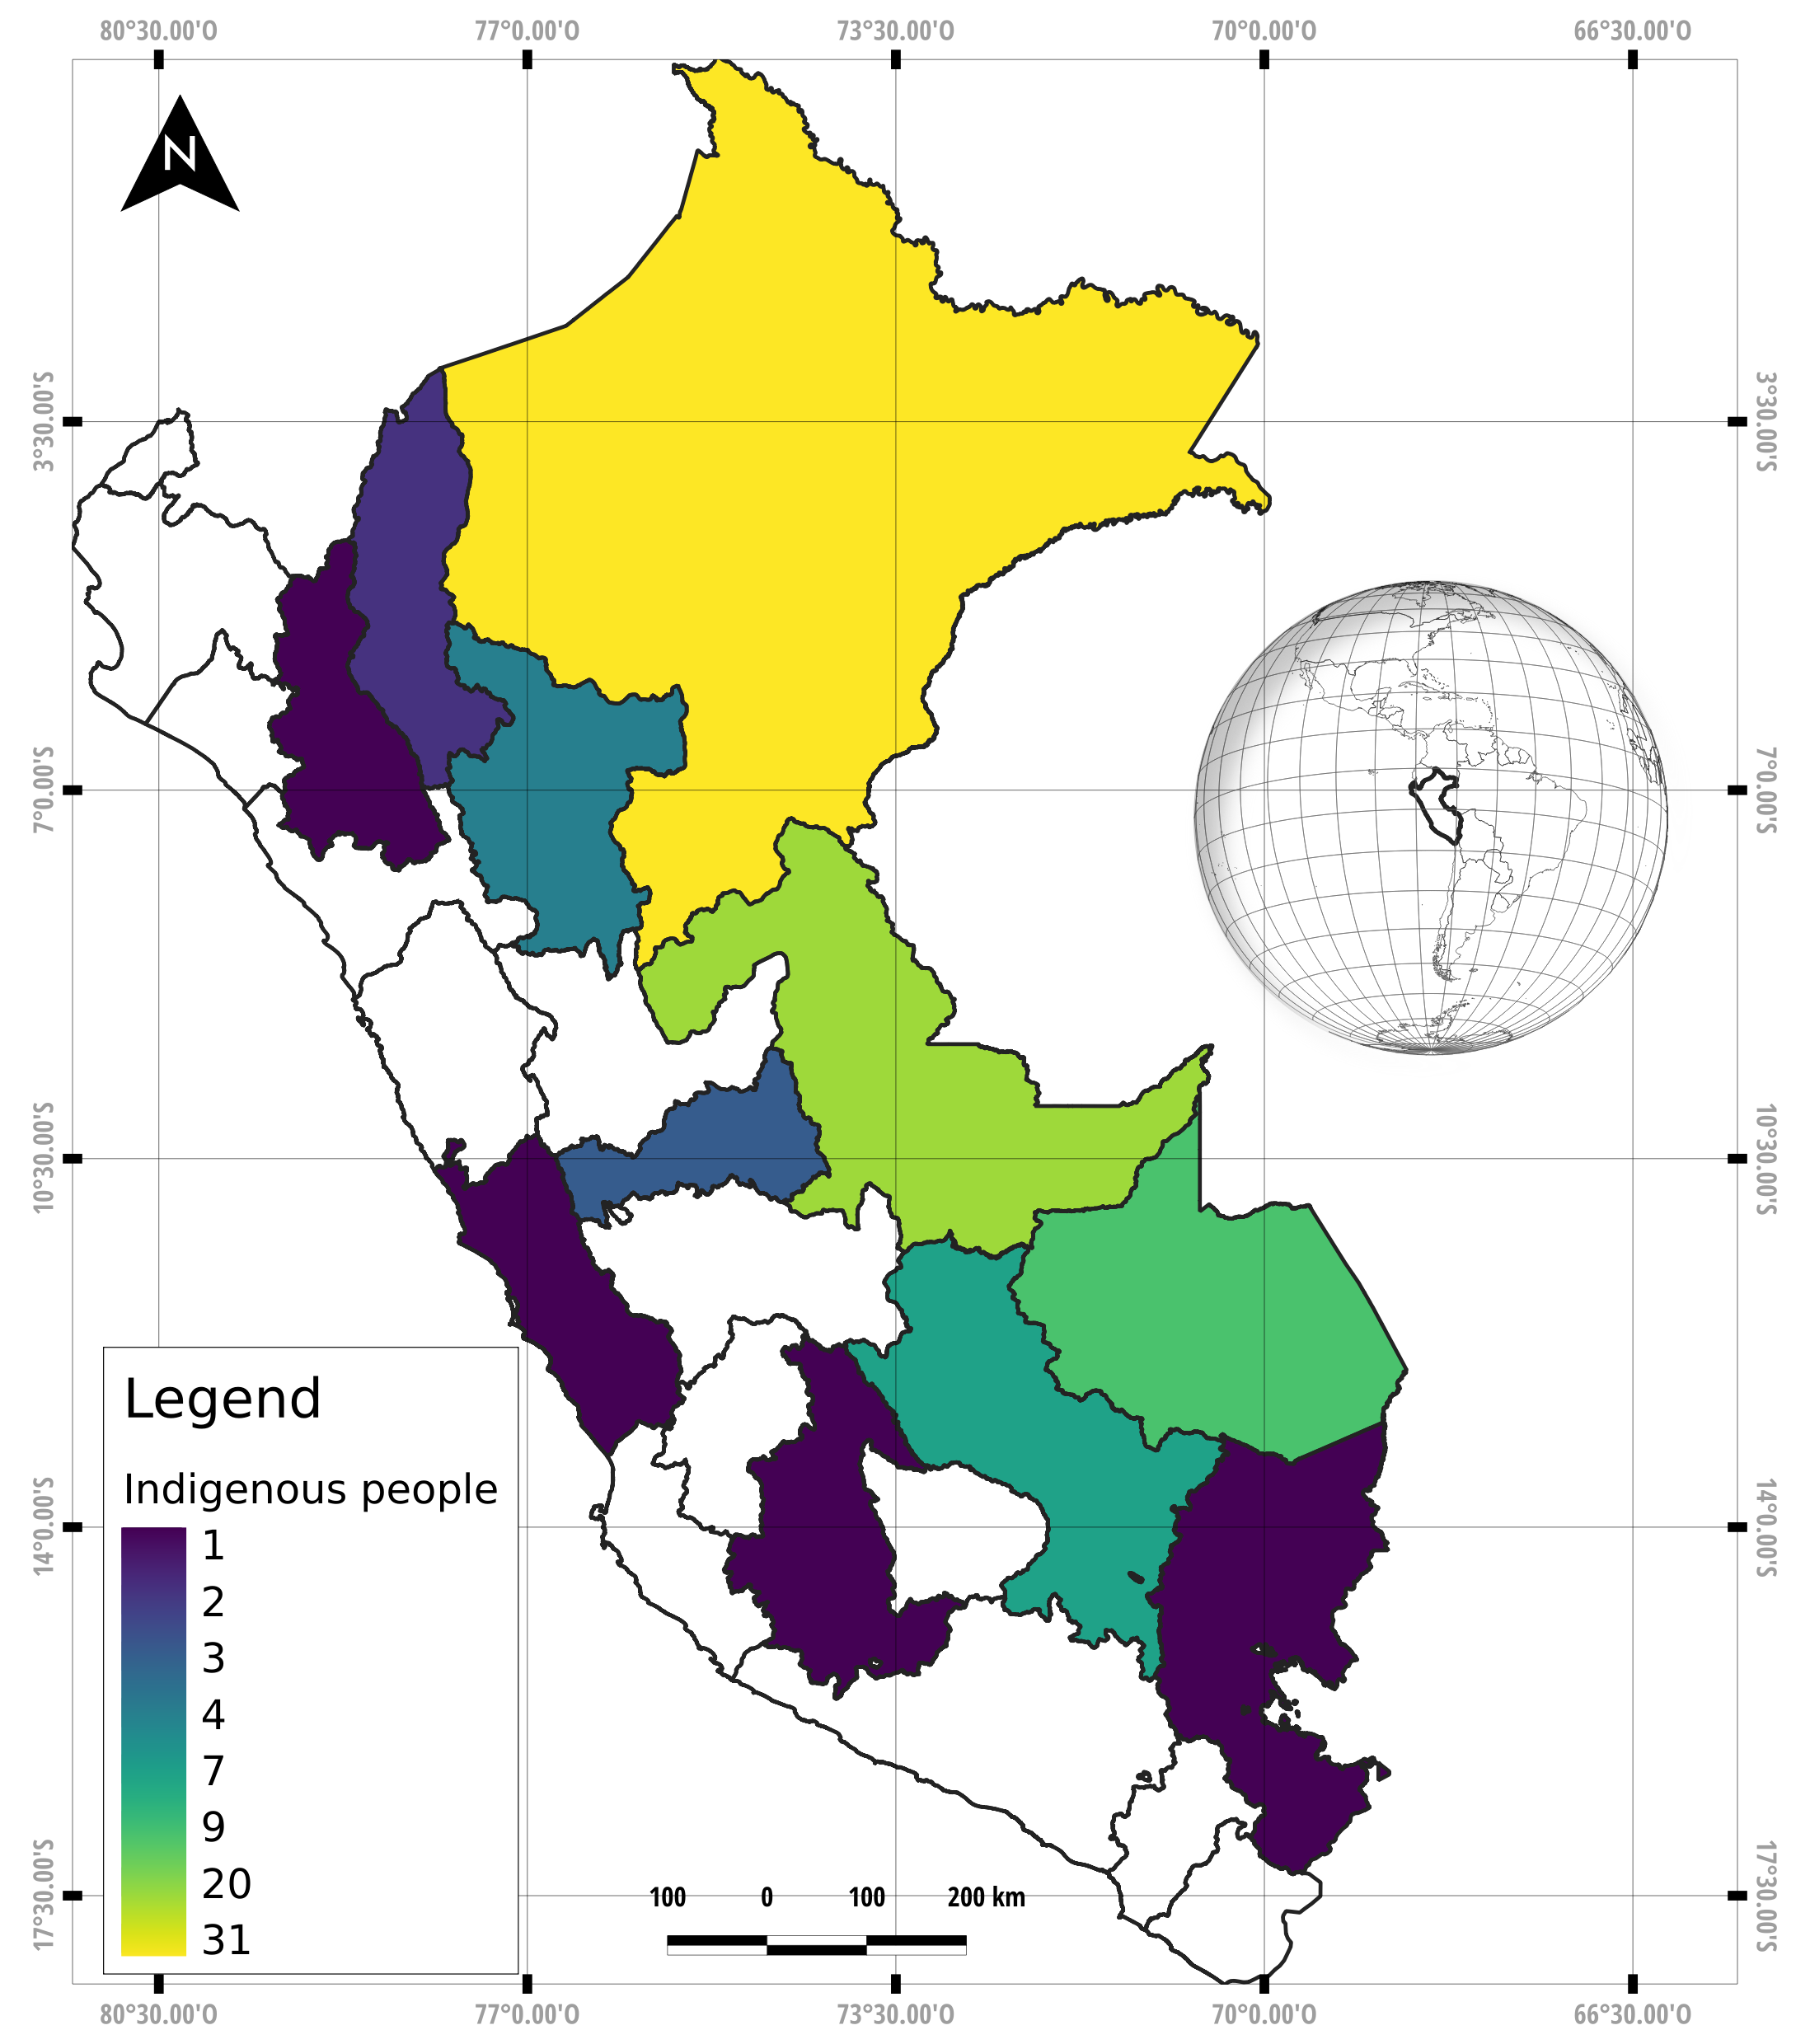 80°30.00'O 77°0.00'O 73°30.00'O 70°0.00'O 66°30.00'O
N
3°30.00'S 3°30.00'S
7°0.00'S 7°0.00'S
10°30.00'S 10°30.00'S
14°0.00'S 14°0.00'S
17°30.00'S 17°30.00'S
Legend
Indigenous people
1
2
3
4
7
9
20
31
100 0 100 200 km
80°30.00'O 77°0.00'O 73°30.00'O 70°0.00'O 66°30.00'O